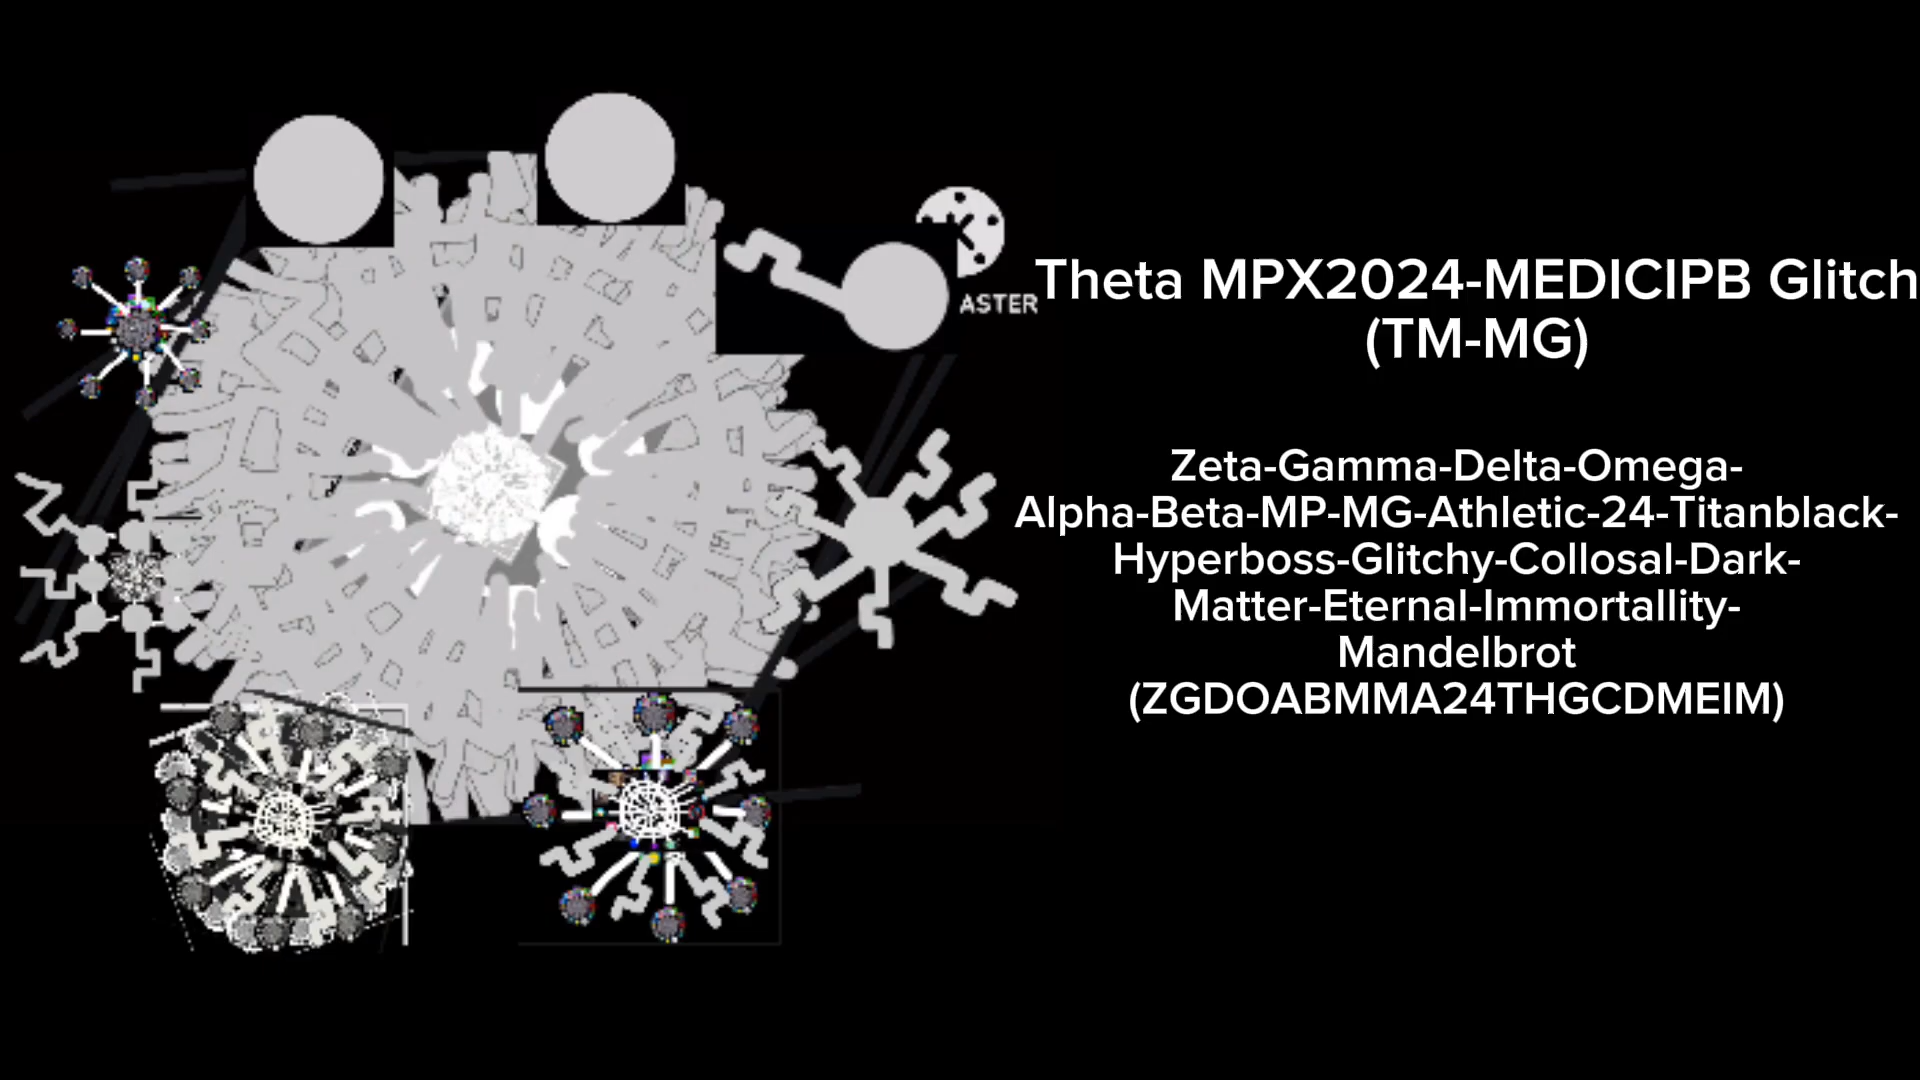 ASTER
Theta MPX2024-MEDICIPB Glitch
(TM-MG)
Zeta-Gamma-Delta-Omega-
Alpha-Beta-MP-MG-Athletic-24-Titanblack-
Hyperboss-Glitchy-Collosal-Dark-
Matter-Eternal-Immortallity-
Mandelbrot
(ZGDOABMMA24THGCDMEIM)